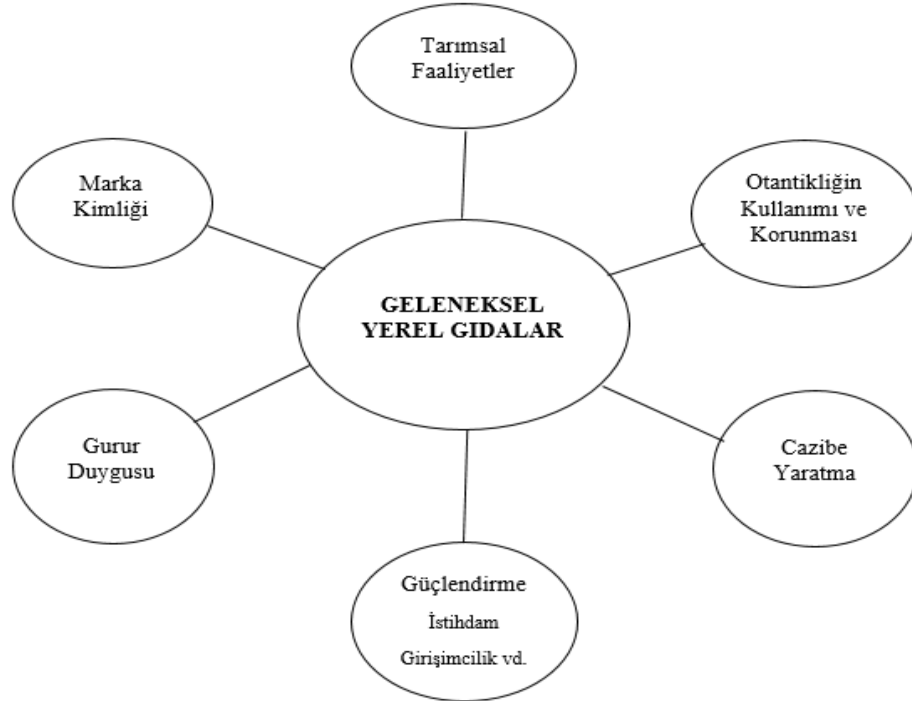 Tarımsal
Faaliyetler
Marka
Kimliği
Otantikliğin
Kullanımı ve
Korunması
GELENEKSEL
YEREL GIDALAR
Gurur
Duygusu
Cazibe
Yaratma
Güçlendirme
İstihdam
Girişimcilik vd.